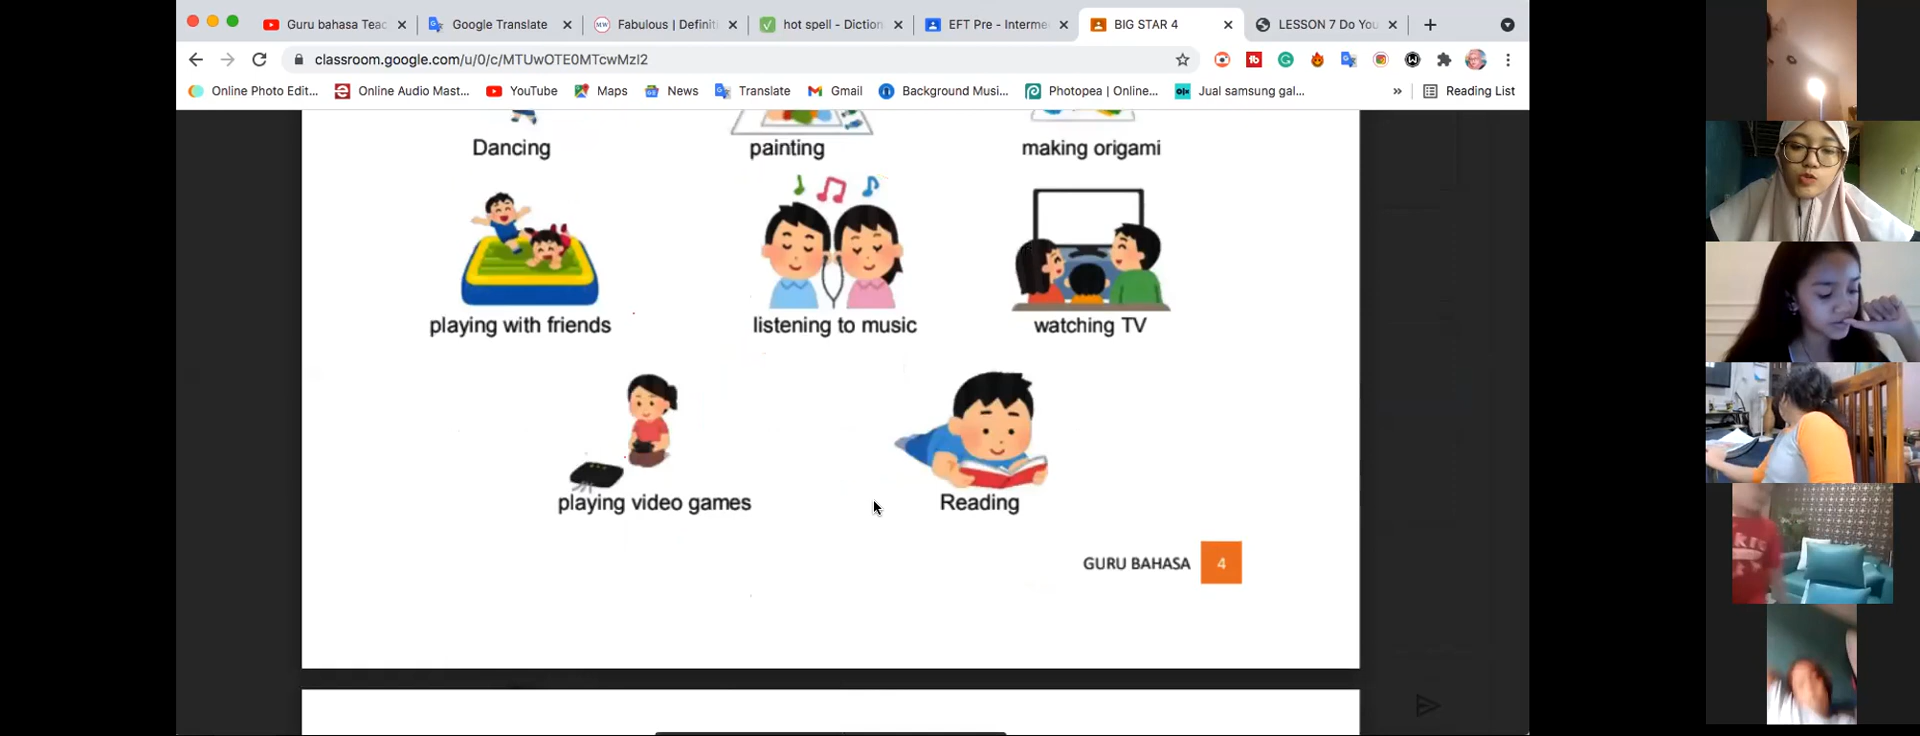 Guru bahasa Teac
Google Translate
MW Fabulous | Definiti
hot spell - Diction
EFT Pre - Interme
BIG STAR 4
LESSON 7 Do You
classroom.google.com/u/0/c/MTUwOTE0MTcwMzI2
Online Photo Edit...
Online Audio Mast...
YouTube
Maps
News
Translate
Gmail
Background Musi...
Photopea | Online...
Jual samsung gal...
»
Reading List
Dancing
painting
making origami
playing with friends
listening to music
watching TV
playing video games
Reading
GURU BAHASA 4